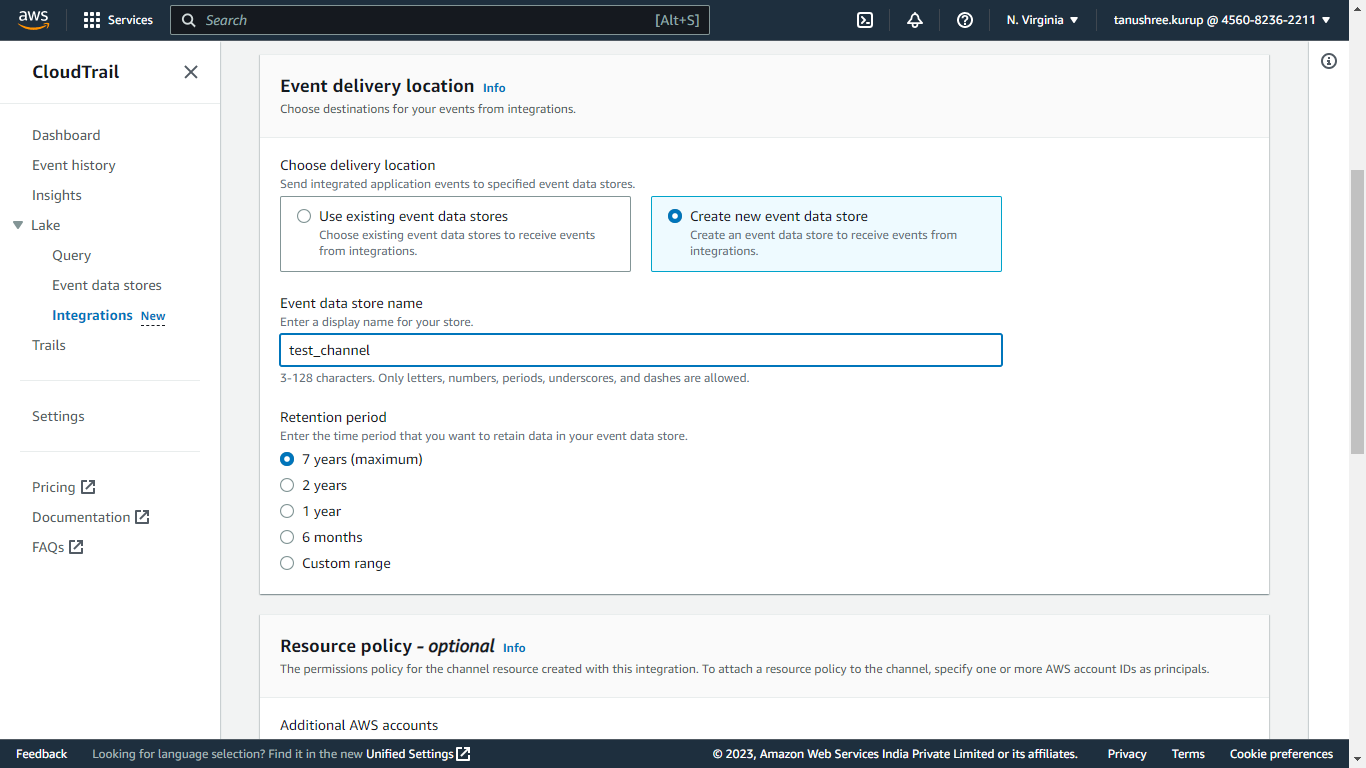 aws
Services
Search
[Alt+S]
N. Virginia
tanushree.kurup @ 4560-8236-2211
CloudTrail
Dashboard
Event history
Insights
Lake
Query
Event data stores
Integrations New
Trails
Settings
Pricing
Documentation
FAQs
Event delivery location Info
Choose destinations for your events from integrations.
Choose delivery location
Send integrated application events to specified event data stores.
Use existing event data stores
Choose existing event data stores to receive events
from integrations.
Create new event data store
Create an event data store to receive events from
integrations.
Event data store name
Enter a display name for your store.
test_channel
3-128 characters. Only letters, numbers, periods, underscores, and dashes are allowed.
Retention period
Enter the time period that you want to retain data in your event data store.
7 years (maximum)
2 years
1 year
6 months
Custom range
Resource policy - optional Info
The permissions policy for the channel resource created with this integration. To attach a resource policy to the channel, specify one or more AWS account IDs as principals.
Additional AWS accounts
Feedback
Looking for language selection? Find it in the new Unified Settings
© 2023, Amazon Web Services India Private Limited or its affiliates.
Privacy
Terms
Cookie preferences